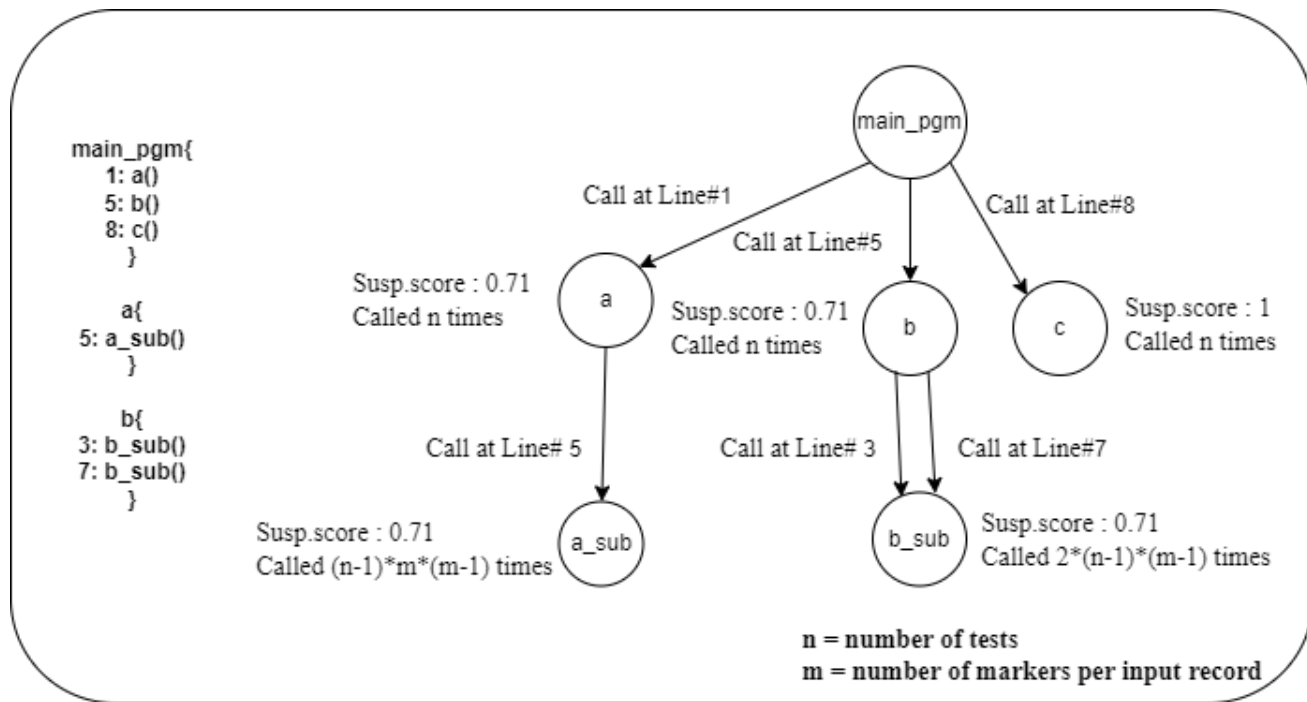 main_pgm{
1: a()
5: b()
8: c()
}
a{
5: a_sub()
}
b{
3: b_sub()
7: b_sub()
}
main_pgm
Call at Line#1
Call at Line#5
Call at Line#8
Susp.score : 0.71
Called n times
a
Susp.score : 0.71
Called n times
b
c
Susp.score : 1
Called n times
Call at Line# 5
Call at Line# 3
Call at Line#7
Susp.score : 0.71
Called (n-1)*m*(m-1) times
a_sub
b_sub
Susp.score : 0.71
Called 2*(n-1)*(m-1) times
n = number of tests
m = number of markers per input record